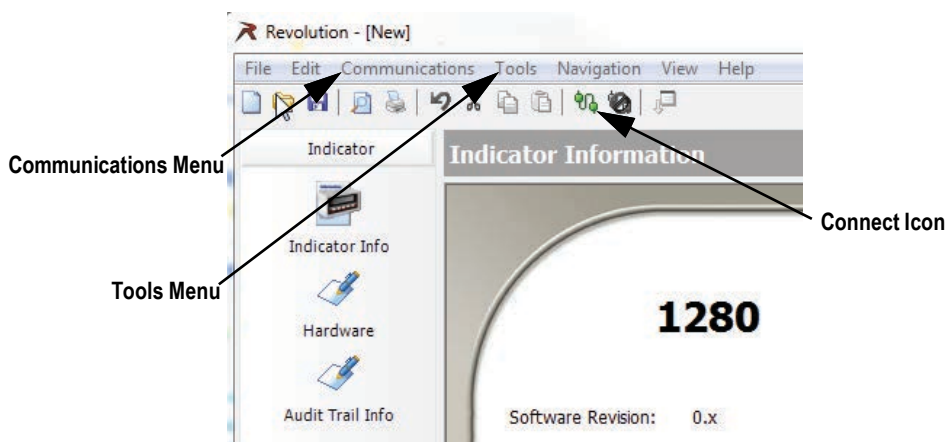 Revolution - [New]
File Edit Communications Tools Navigation View Help
Communications Menu
Indicator
Indicator Information
Connect Icon
Indicator Info
Tools Menu
1280
Hardware
Audit Trail Info
Software Revision: 0.x